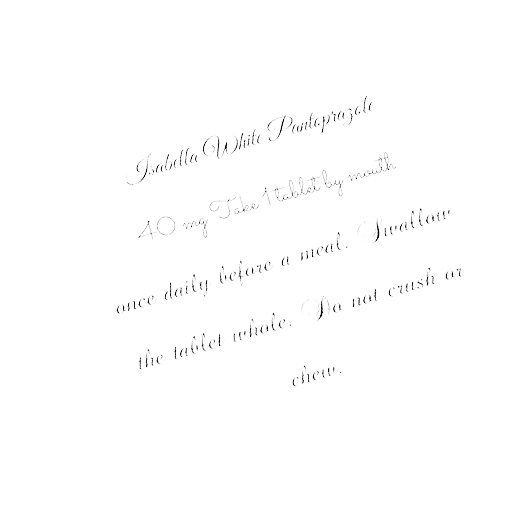 Isabella White Pantoprazole
40 mg Take 1 tablet by mouth
once daily before a meal. Swallow
the tablet whole. Do not crush or
chew.